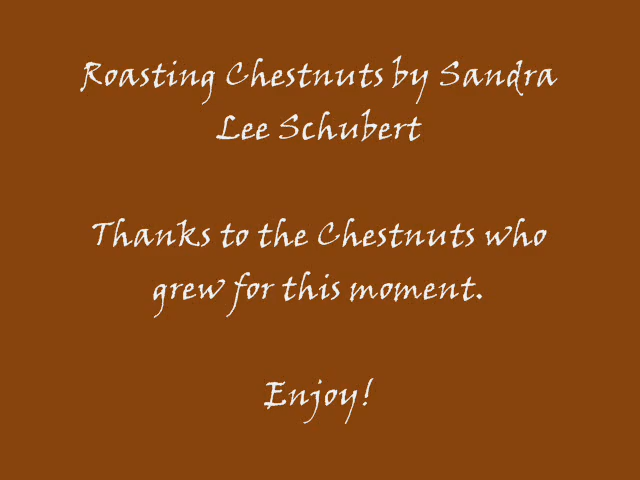 Roasting Chestnuts by Sandra
Lee Schubert
Thanks to the Chestnuts who
grew for this moment.
Enjoy!